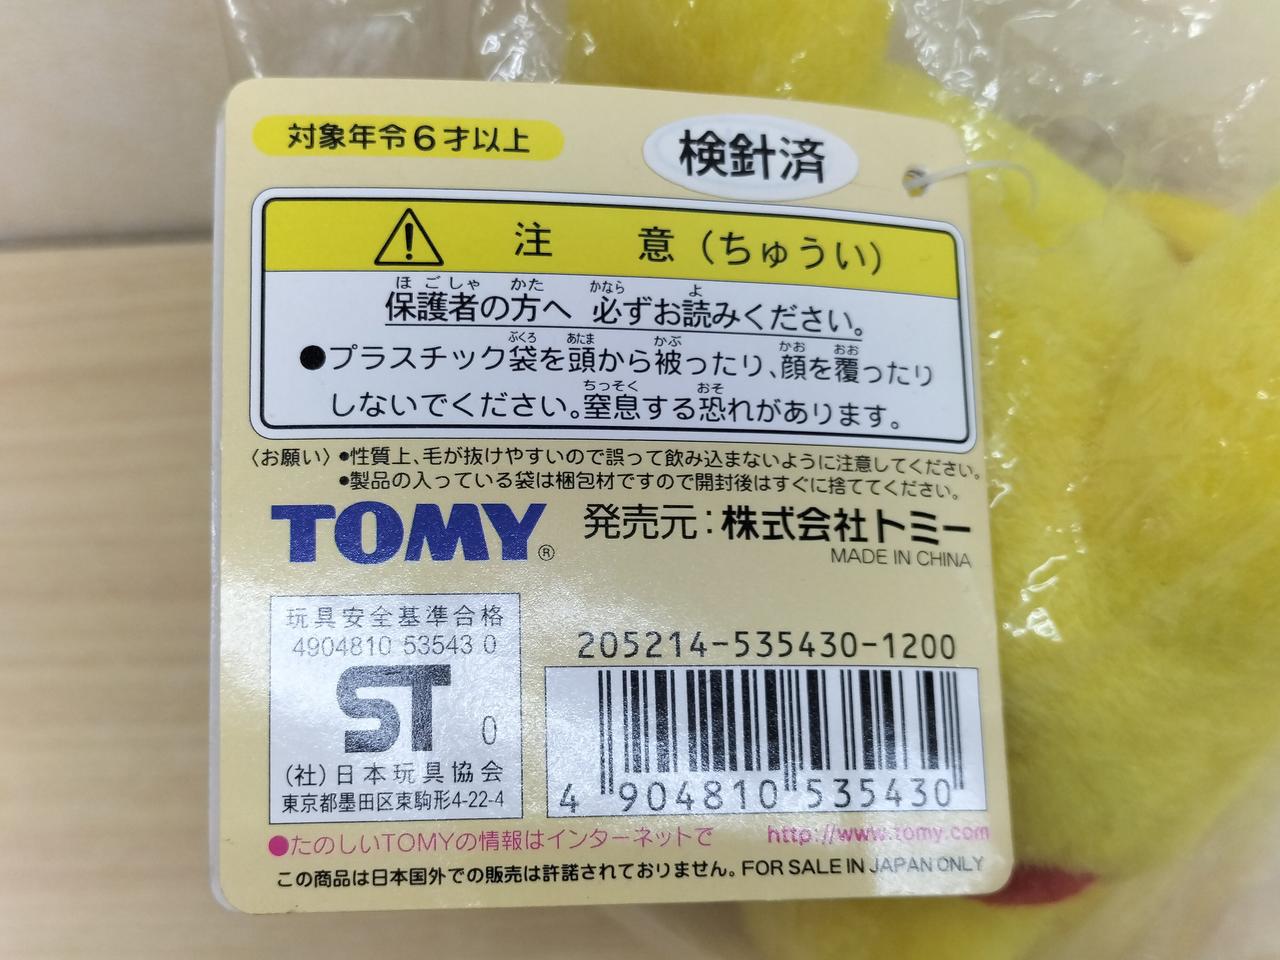 対象年令6才以上
検針済
注 意(ちゅうい)
ほごしゃ かた かなら よ
保護者の方へ 必ずお読みください。
ぶくろ あたま かぶ かお おお
●プラスチック袋を頭から被ったり、顔を覆ったり
ちっそく おそ
しないでください。窒息する恐れがあります。
〈お願い〉●性質上、毛が抜けやすいので誤って飲み込まないように注意してください。
●製品の入っている袋は梱包材ですので開封後はすぐに捨ててください。
TOMY® 発売元:株式会社トミー
MADE IN CHINA
玩具安全基準合格
4904810 53543 0
ST 0
(社)日本玩具協会
東京都墨田区東駒形4-22-4
205214-535430-1200
4 904810 535430
●たのしいTOMYの情報はインターネットで http://www.tomy.com
この商品は日本国外での販売は許諾されておりません。FOR SALE IN JAPAN ONLY